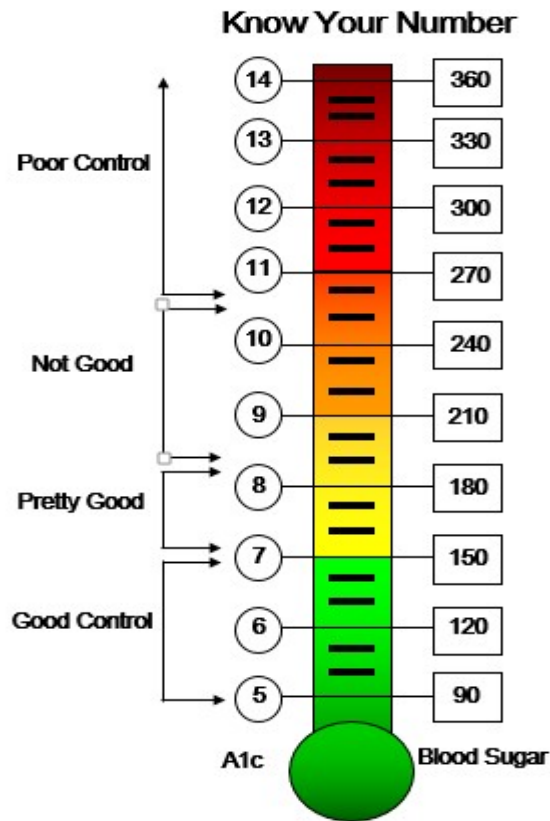 Know Your Number
14 360
13 330
Poor Control
12 300
11 270
10 240
Not Good
9 210
8 180
Pretty Good
7 150
Good Control
6 120
5 90
A1c Blood Sugar